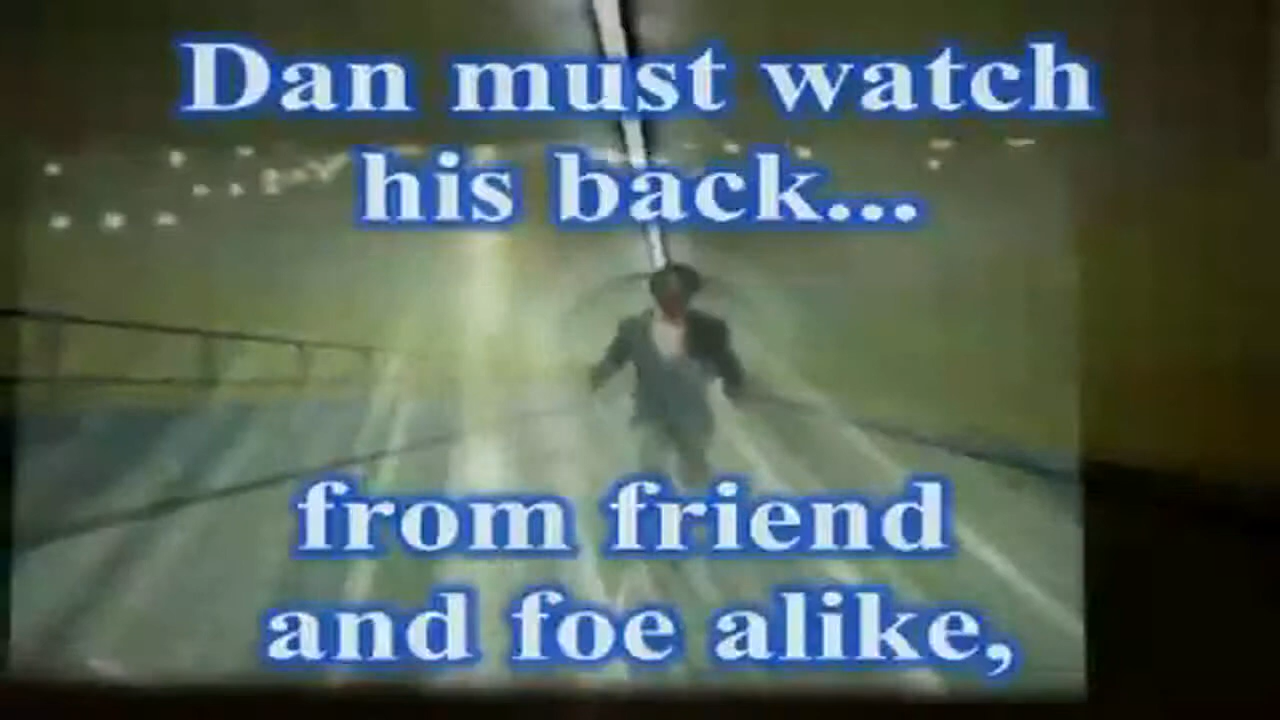 Dan must watch
his back...
from friend
and foe alike,